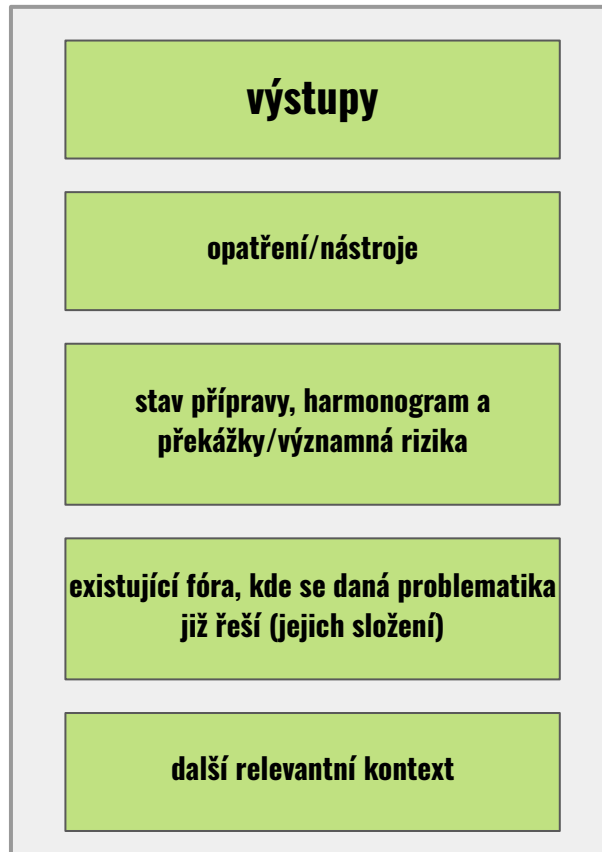 výstupy
opatření/nástroje
stav přípravy, harmonogram a
překážky/významná rizika
existující fóra, kde se daná problematika
již řeší (jejich složení)
další relevantní kontext